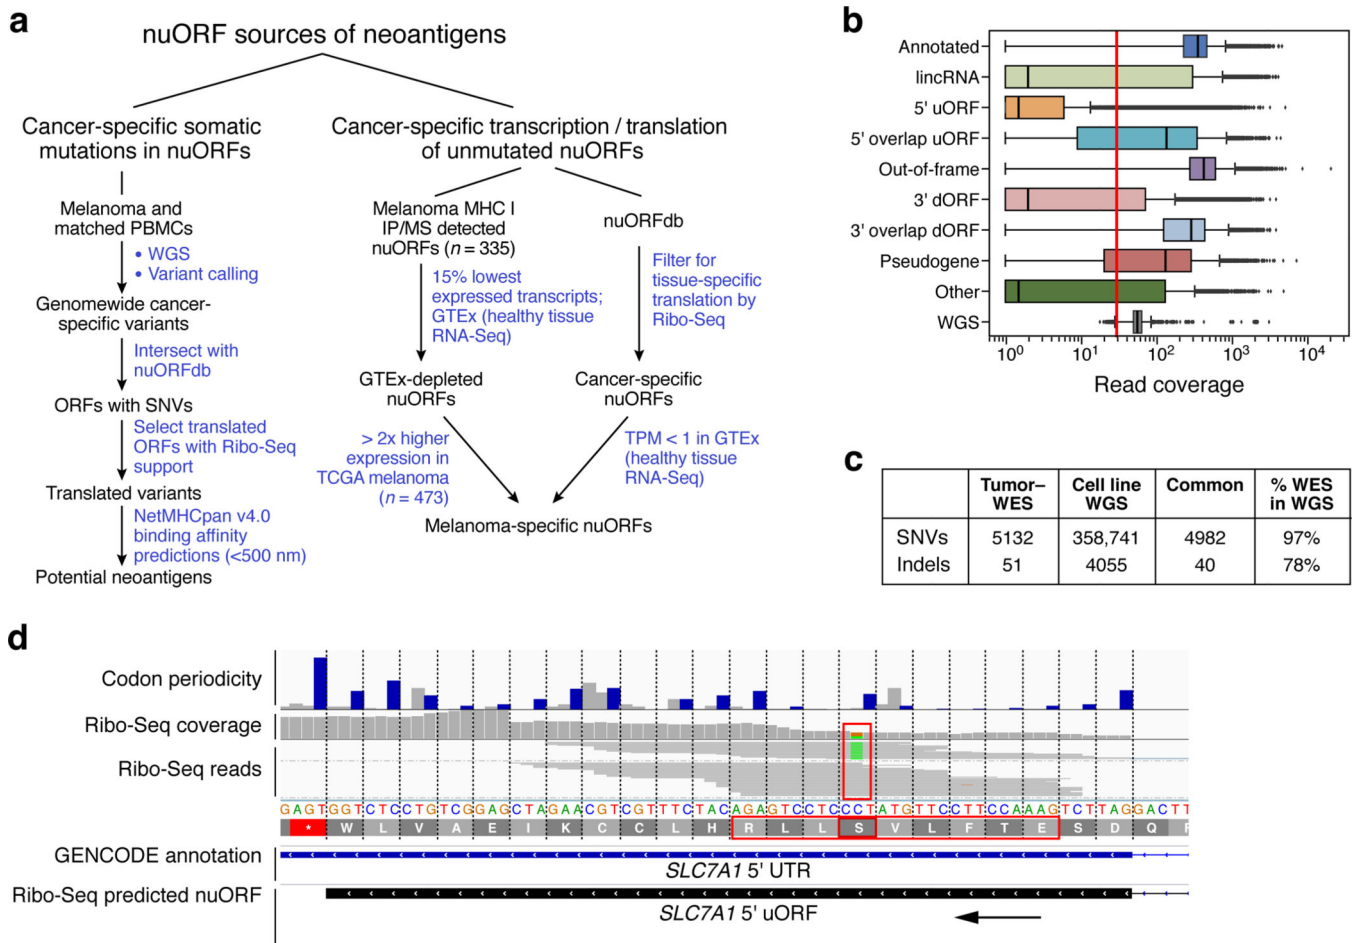 a
nuORF sources of neoantigens
Cancer-specific somatic
mutations in nuORFs
Melanoma and
matched PBMCs
• WGS
• Variant calling
Genomewide cancer-
specific variants
Intersect with
nuORFdb
ORFs with SNVs
Select translated
ORFs with Ribo-Seq
support
Translated variants
NetMHCpan v4.0
binding affinity
predictions (<500 nm)
Potential neoantigens
Cancer-specific transcription / translation
of unmutated nuORFs
Melanoma MHC I
IP/MS detected
nuORFs (n = 335)
15% lowest
expressed transcripts;
GTEx (healthy tissue
RNA-Seq)
GTEx-depleted
nuORFs
> 2x higher
expression in
TCGA melanoma
(n = 473)
nuORFdb
Filter for
tissue-specific
translation by
Ribo-Seq
Cancer-specific
nuORFs
TPM < 1 in GTEx
(healthy tissue
RNA-Seq)
Melanoma-specific nuORFs
b
Annotated
lincRNA
5' uORF
5' overlap uORF
Out-of-frame
3' dORF
3' overlap dORF
Pseudogene
Other
WGS
10⁰ 10¹ 10² 10³ 10⁴
Read coverage
c
Tumor–WES Cell line WGS Common % WES in WGS
SNVs 5132 358,741 4982 97%
Indels 51 4055 40 78%
d
Codon periodicity
Ribo-Seq coverage
Ribo-Seq reads
GAGTGGTCTCCTGTCGGAGCTAGAACGTCGTTTCTACAGAGTCCTCCCTATGTTCCTTCCAAAGTCTTAGGACTT
* W L V A E I K C C L H R L L S V L F T E S D Q
GENCODE annotation
SLC7A1 5' UTR
Ribo-Seq predicted nuORF
SLC7A1 5' uORF